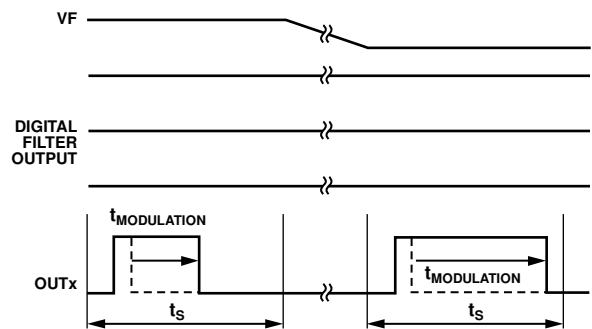 VF
DIGITAL
FILTER
OUTPUT
tMODULATION
OUTx
tMODULATION
tS
tS